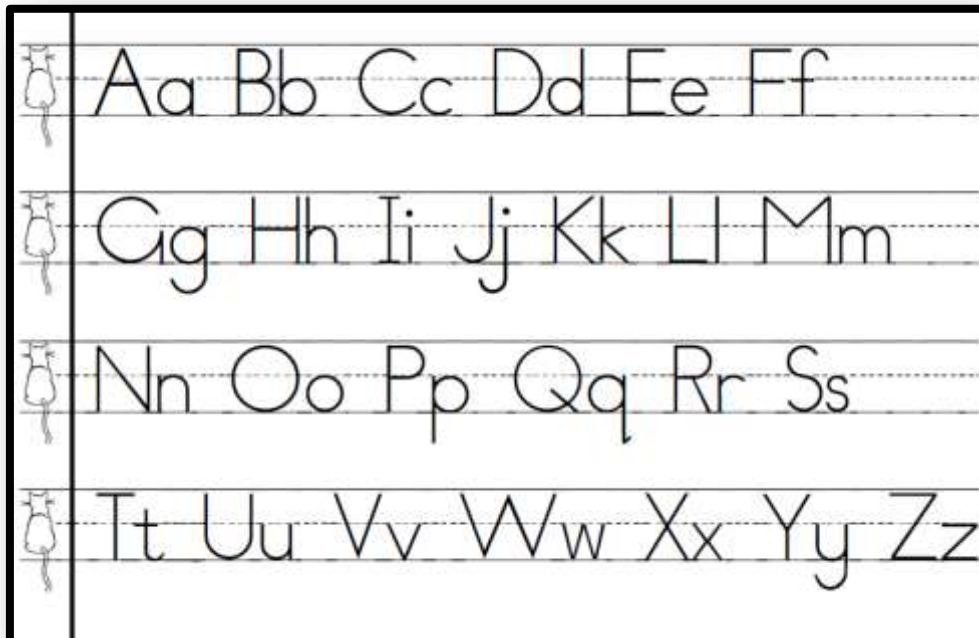 Aa Bb Cc Dd Ee Ff
Gg Hh Ii Jj Kk Ll Mm
Nn Oo Pp Qq Rr Ss
Tt Uu Vv Ww Xx Yy Zz